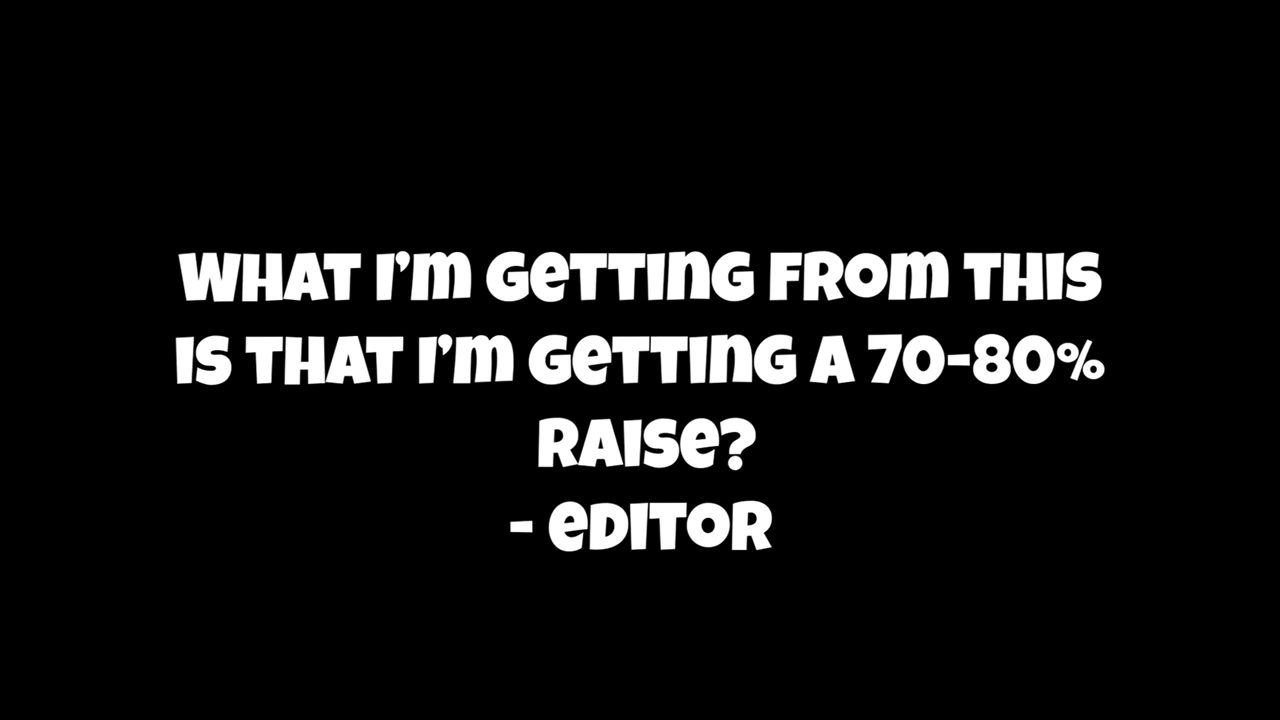 WHAT I'M GETTING FROM THIS
IS THAT I'M GETTING A 70-80%
RAISE?
- EDITOR